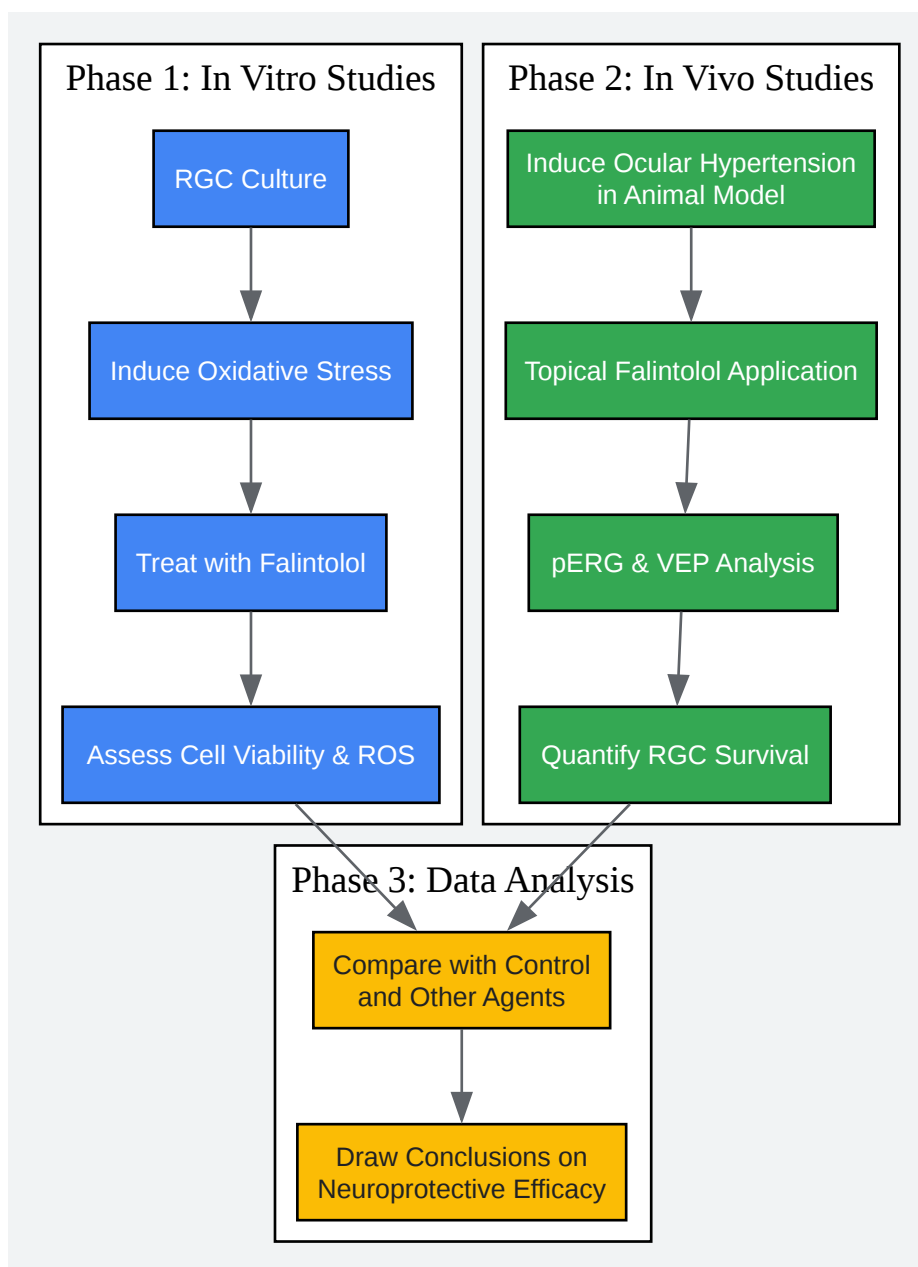 Phase 1: In Vitro Studies
RGC Culture
Induce Oxidative Stress
Treat with Falintolol
Assess Cell Viability & ROS
Phase 2: In Vivo Studies
Induce Ocular Hypertension
in Animal Model
Topical Falintolol Application
pERG & VEP Analysis
Quantify RGC Survival
Phase 3: Data Analysis
Compare with Control
and Other Agents
Draw Conclusions on
Neuroprotective Efficacy